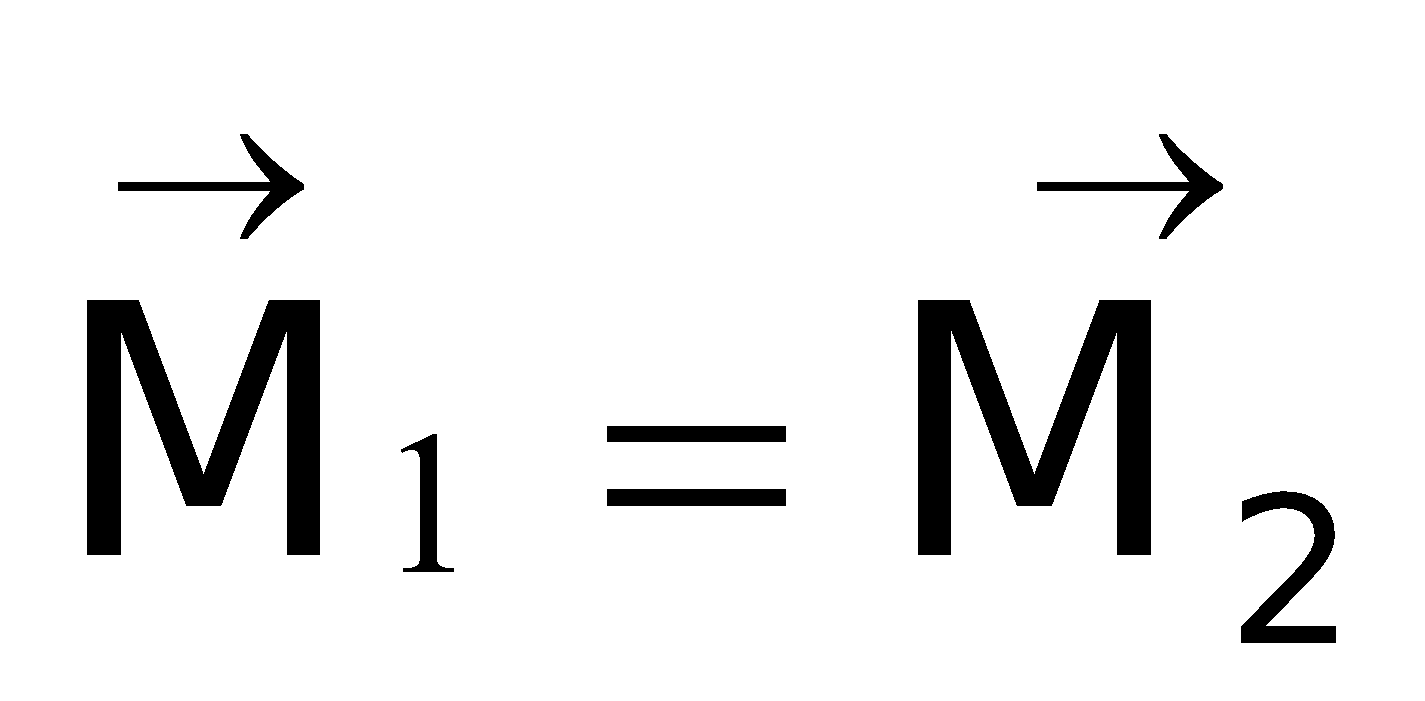 M⃗₁ = M⃗₂